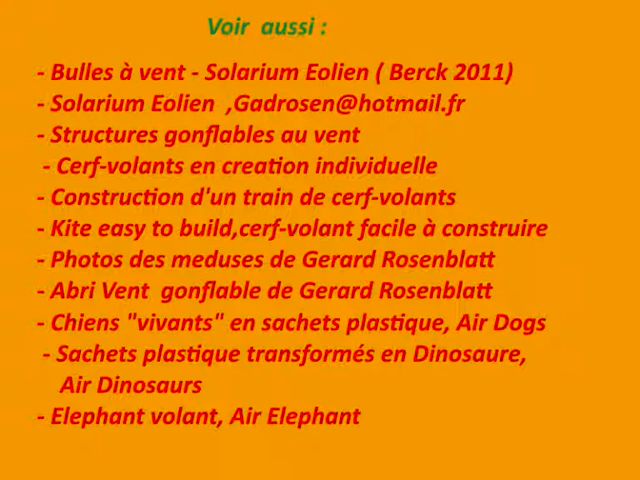 Voir aussi :
- Bulles à vent - Solarium Eolien ( Berck 2011)
- Solarium Eolien ,Gadrosen@hotmail.fr
- Structures gonflables au vent
- Cerf-volants en creation individuelle
- Construction d'un train de cerf-volants
- Kite easy to build,cerf-volant facile à construire
- Photos des meduses de Gerard Rosenblatt
- Abri Vent gonflable de Gerard Rosenblatt
- Chiens "vivants" en sachets plastique, Air Dogs
- Sachets plastique transformés en Dinosaure,
Air Dinosaurs
- Elephant volant, Air Elephant